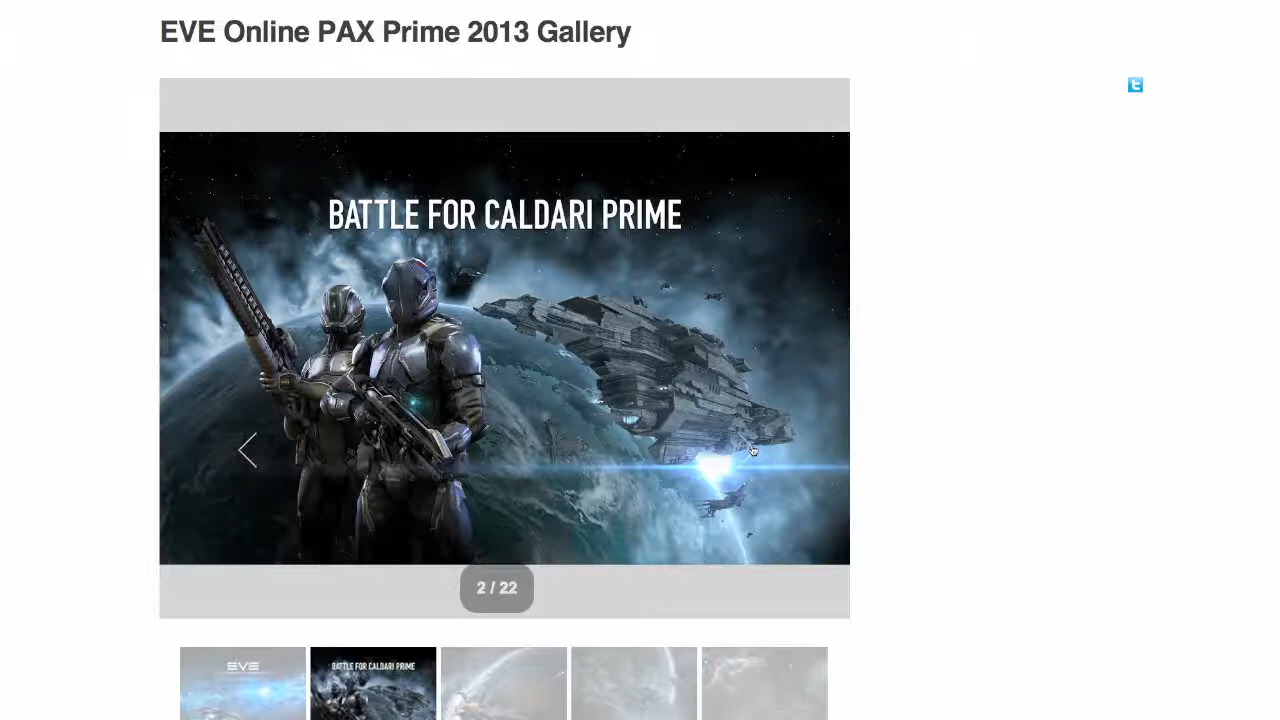 EVE Online PAX Prime 2013 Gallery
BATTLE FOR CALDARI PRIME
2 / 22
EVE
BATTLE FOR CALDARI PRIME